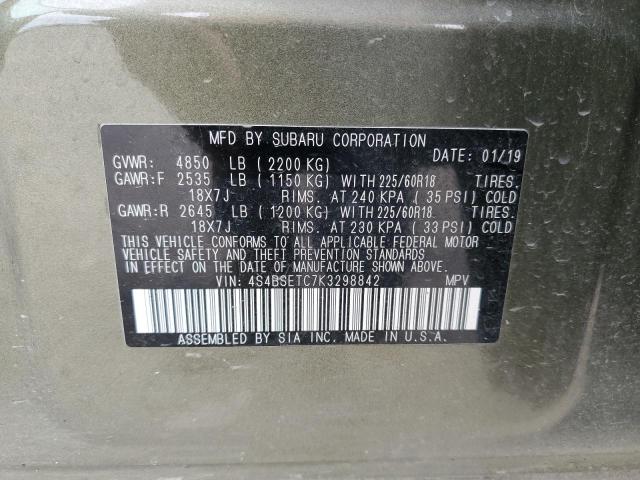 MFD BY SUBARU CORPORATION
GVWR: 4850 LB (2200 KG) DATE: 01/19
GAWR:F 2535 LB (1150 KG) WITH 225/60R18 TIRES.
18X7J RIMS. AT 240 KPA (35 PSI) COLD
GAWR:R 2645 LB (1200 KG) WITH 225/60R18 TIRES.
18X7J RIMS. AT 230 KPA (33 PSI) COLD
THIS VEHICLE CONFORMS TO ALL APPLICABLE FEDERAL MOTOR
VEHICLE SAFETY AND THEFT PREVENTION STANDARDS
IN EFFECT ON THE DATE OF MANUFACTURE SHOWN ABOVE.
VIN: 4S4BSETC7K3298842 MPV
ASSEMBLED BY SIA INC. MADE IN U.S.A.